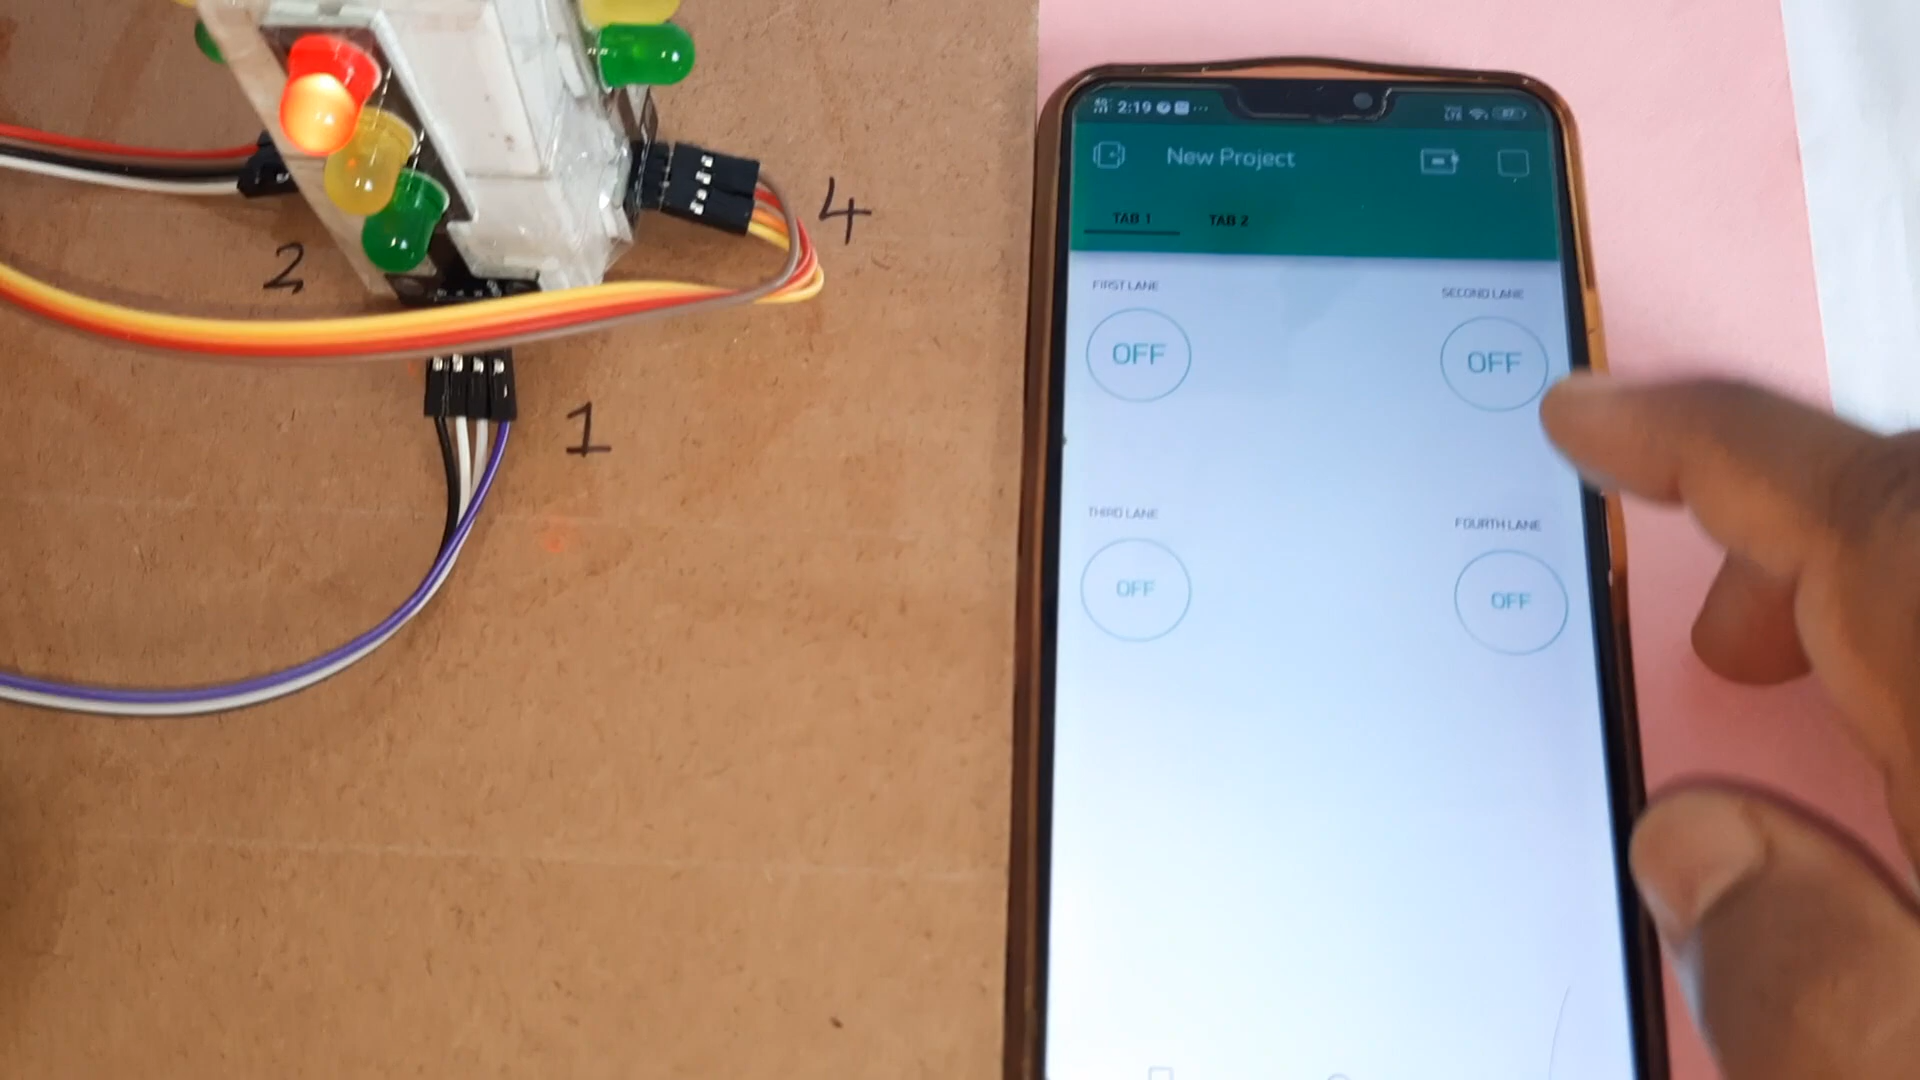 4
2
1
2:19
New Project
TAB 1 TAB 2
FIRST LANE
SECOND LANE
OFF
OFF
THIRD LANE
FOURTH LANE
OFF
OFF